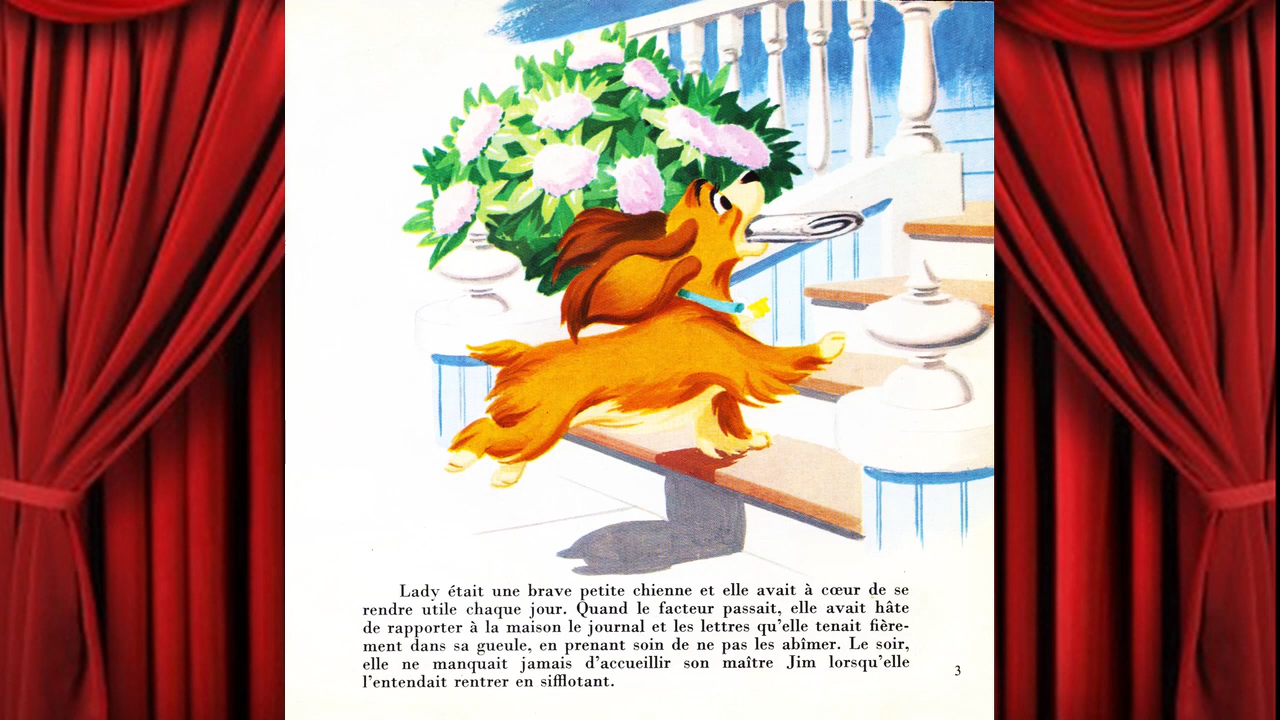 Lady était une brave petite chienne et elle avait à cœur de se
rendre utile chaque jour. Quand le facteur passait, elle avait hâte
de rapporter à la maison le journal et les lettres qu'elle tenait fière-
ment dans sa gueule, en prenant soin de ne pas les abîmer. Le soir,
elle ne manquait jamais d'accueillir son maître Jim lorsqu'elle
l'entendait rentrer en sifflotant.
3